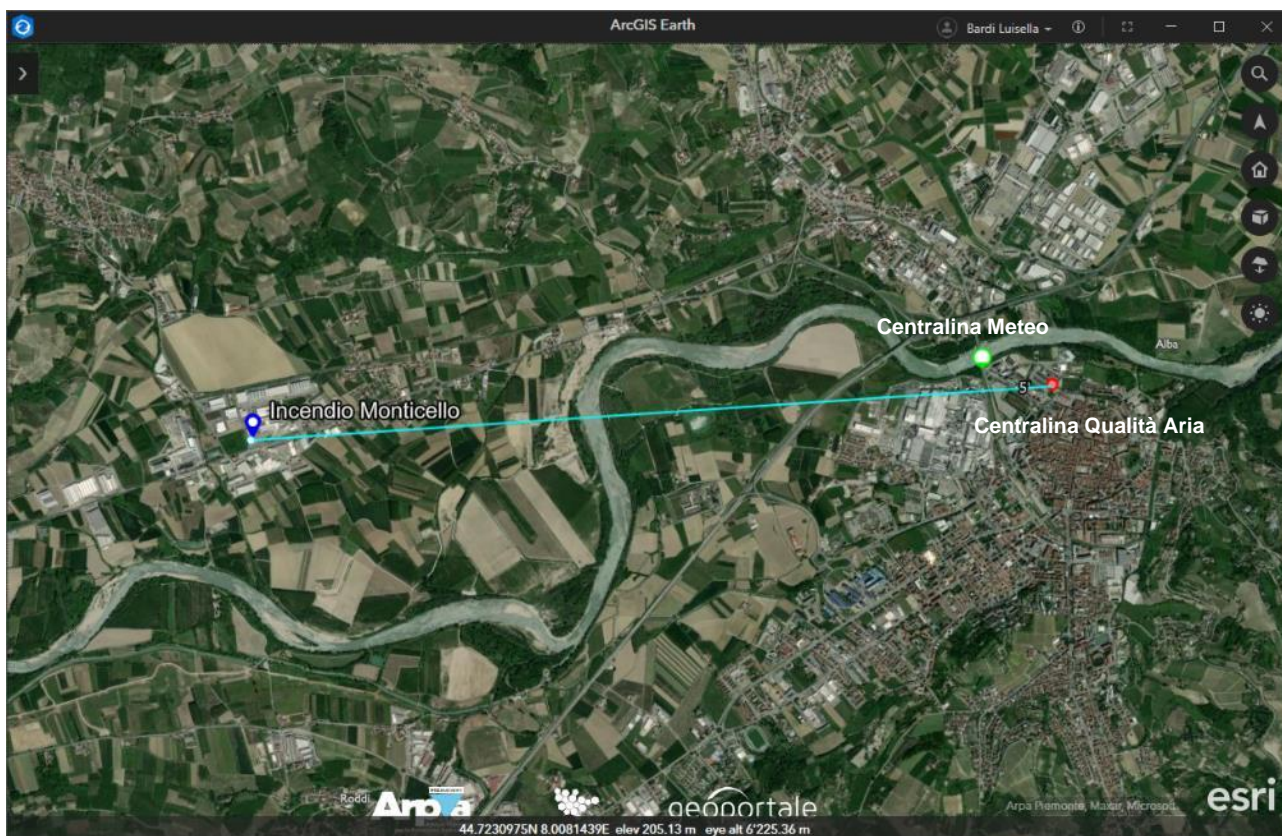 ArcGIS Earth
Bardi Luisella
Centralina Meteo
Alba
Incendio Monticello
5
Centralina Qualità Aria
Roddi
Arpa
geoportale
Arpa Piemonte, Maxar, Microsoft
esri
44.7230975N 8.0081439E elev 205.13 m eye alt 6'225.36 m